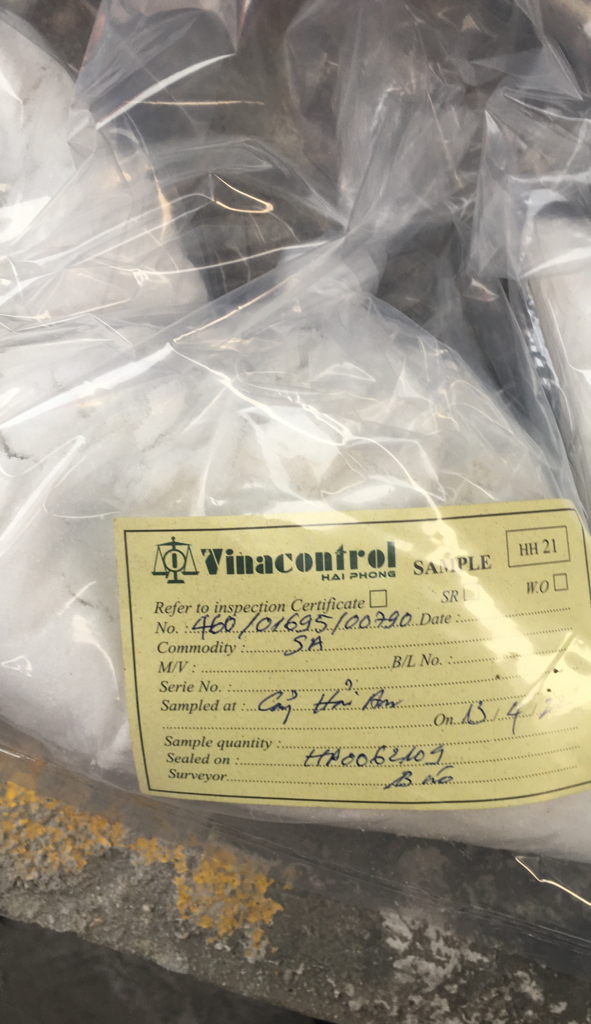 Vinacontrol
HAI PHONG
SAMPLE
HH 21
Refer to inspection Certificate
SR
W.O
No. : 460/01695/00790 Date :
Commodity : SA
M/V : B/L No. :
Serie No. :
Sampled at : Cảng Hải An
On 13/4/
Sample quantity :
Sealed on : HP0062109
Surveyor